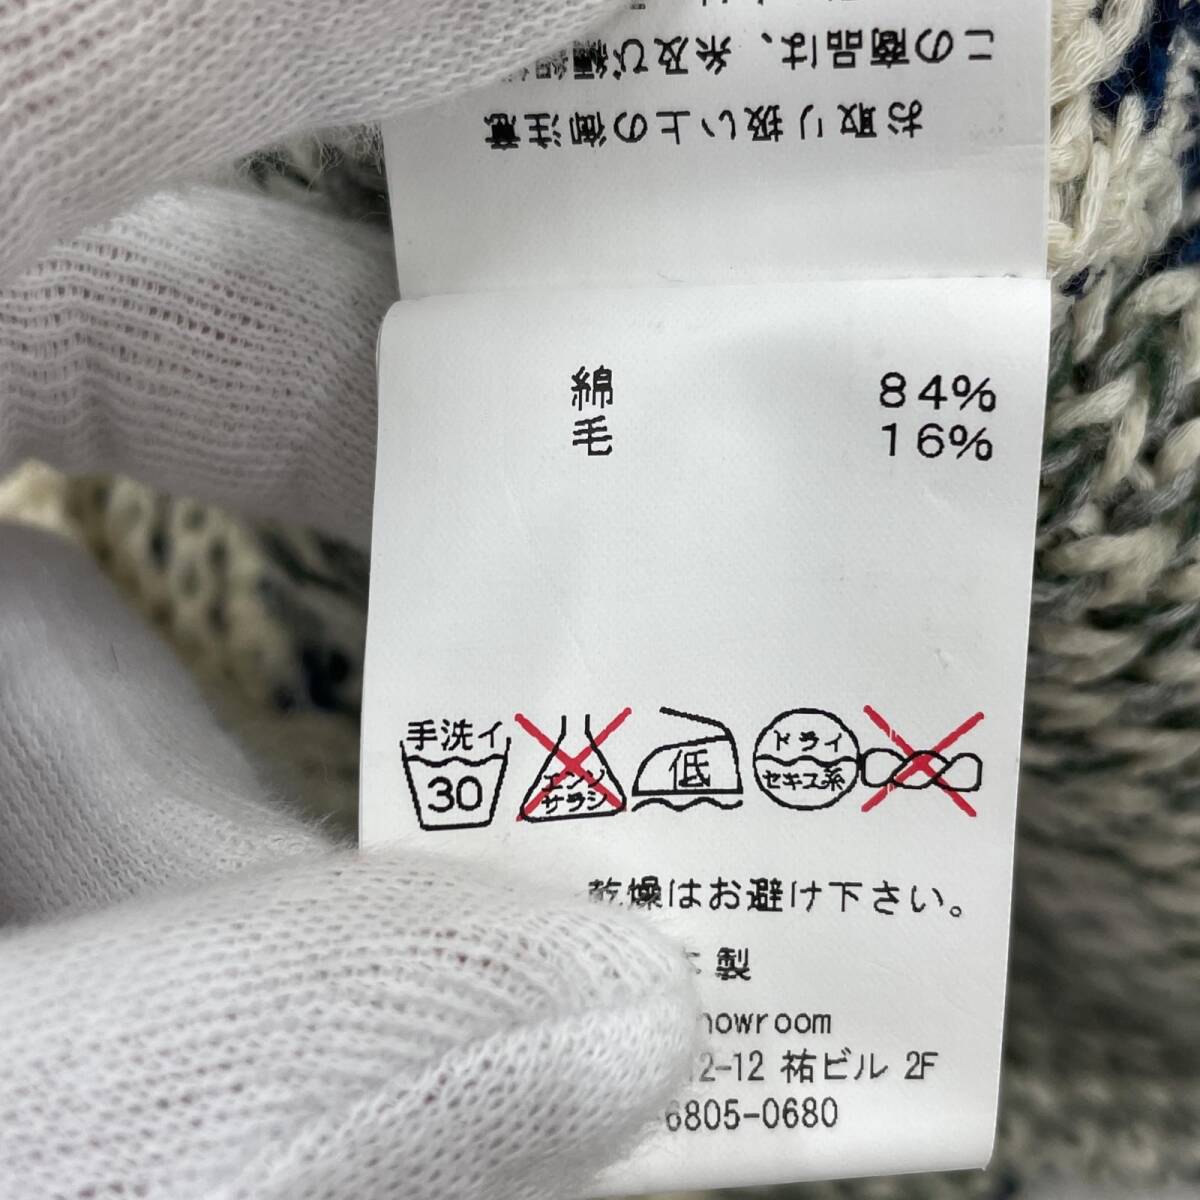 お取り扱い上の御注意
この商品は、糸及び編
綿 84%
毛 16%
手洗イ
30
エンソ
サラシ
低
ドライ
セキユ系
乾燥はお避け下さい。
製
showroom
12-12 祐ビル 2F
-6805-0680